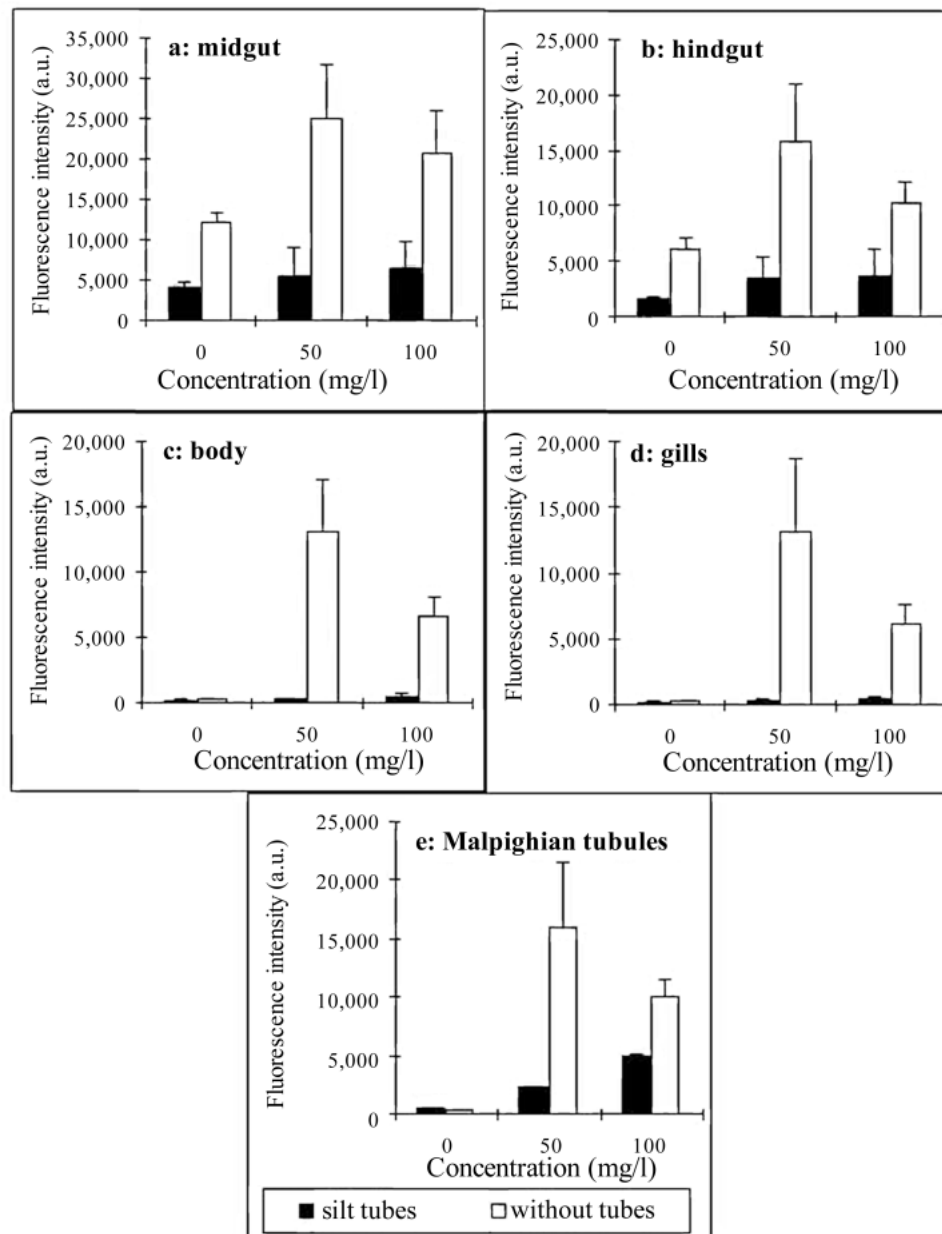 a: midgut
Fluorescence intensity (a.u.)
35,000
30,000
25,000
20,000
15,000
10,000
5,000
0
0 50 100
Concentration (mg/l)
b: hindgut
Fluorescence intensity (a.u.)
25,000
20,000
15,000
10,000
5,000
0
0 50 100
Concentration (mg/l)
c: body
Fluorescence intensity (a.u.)
20,000
15,000
10,000
5,000
0
0 50 100
Concentration (mg/l)
d: gills
Fluorescence intensity (a.u.)
20,000
15,000
10,000
5,000
0
0 50 100
Concentration (mg/l)
e: Malpighian tubules
Fluorescence intensity (a.u.)
25,000
20,000
15,000
10,000
5,000
0
0 50 100
Concentration (mg/l)
silt tubes without tubes